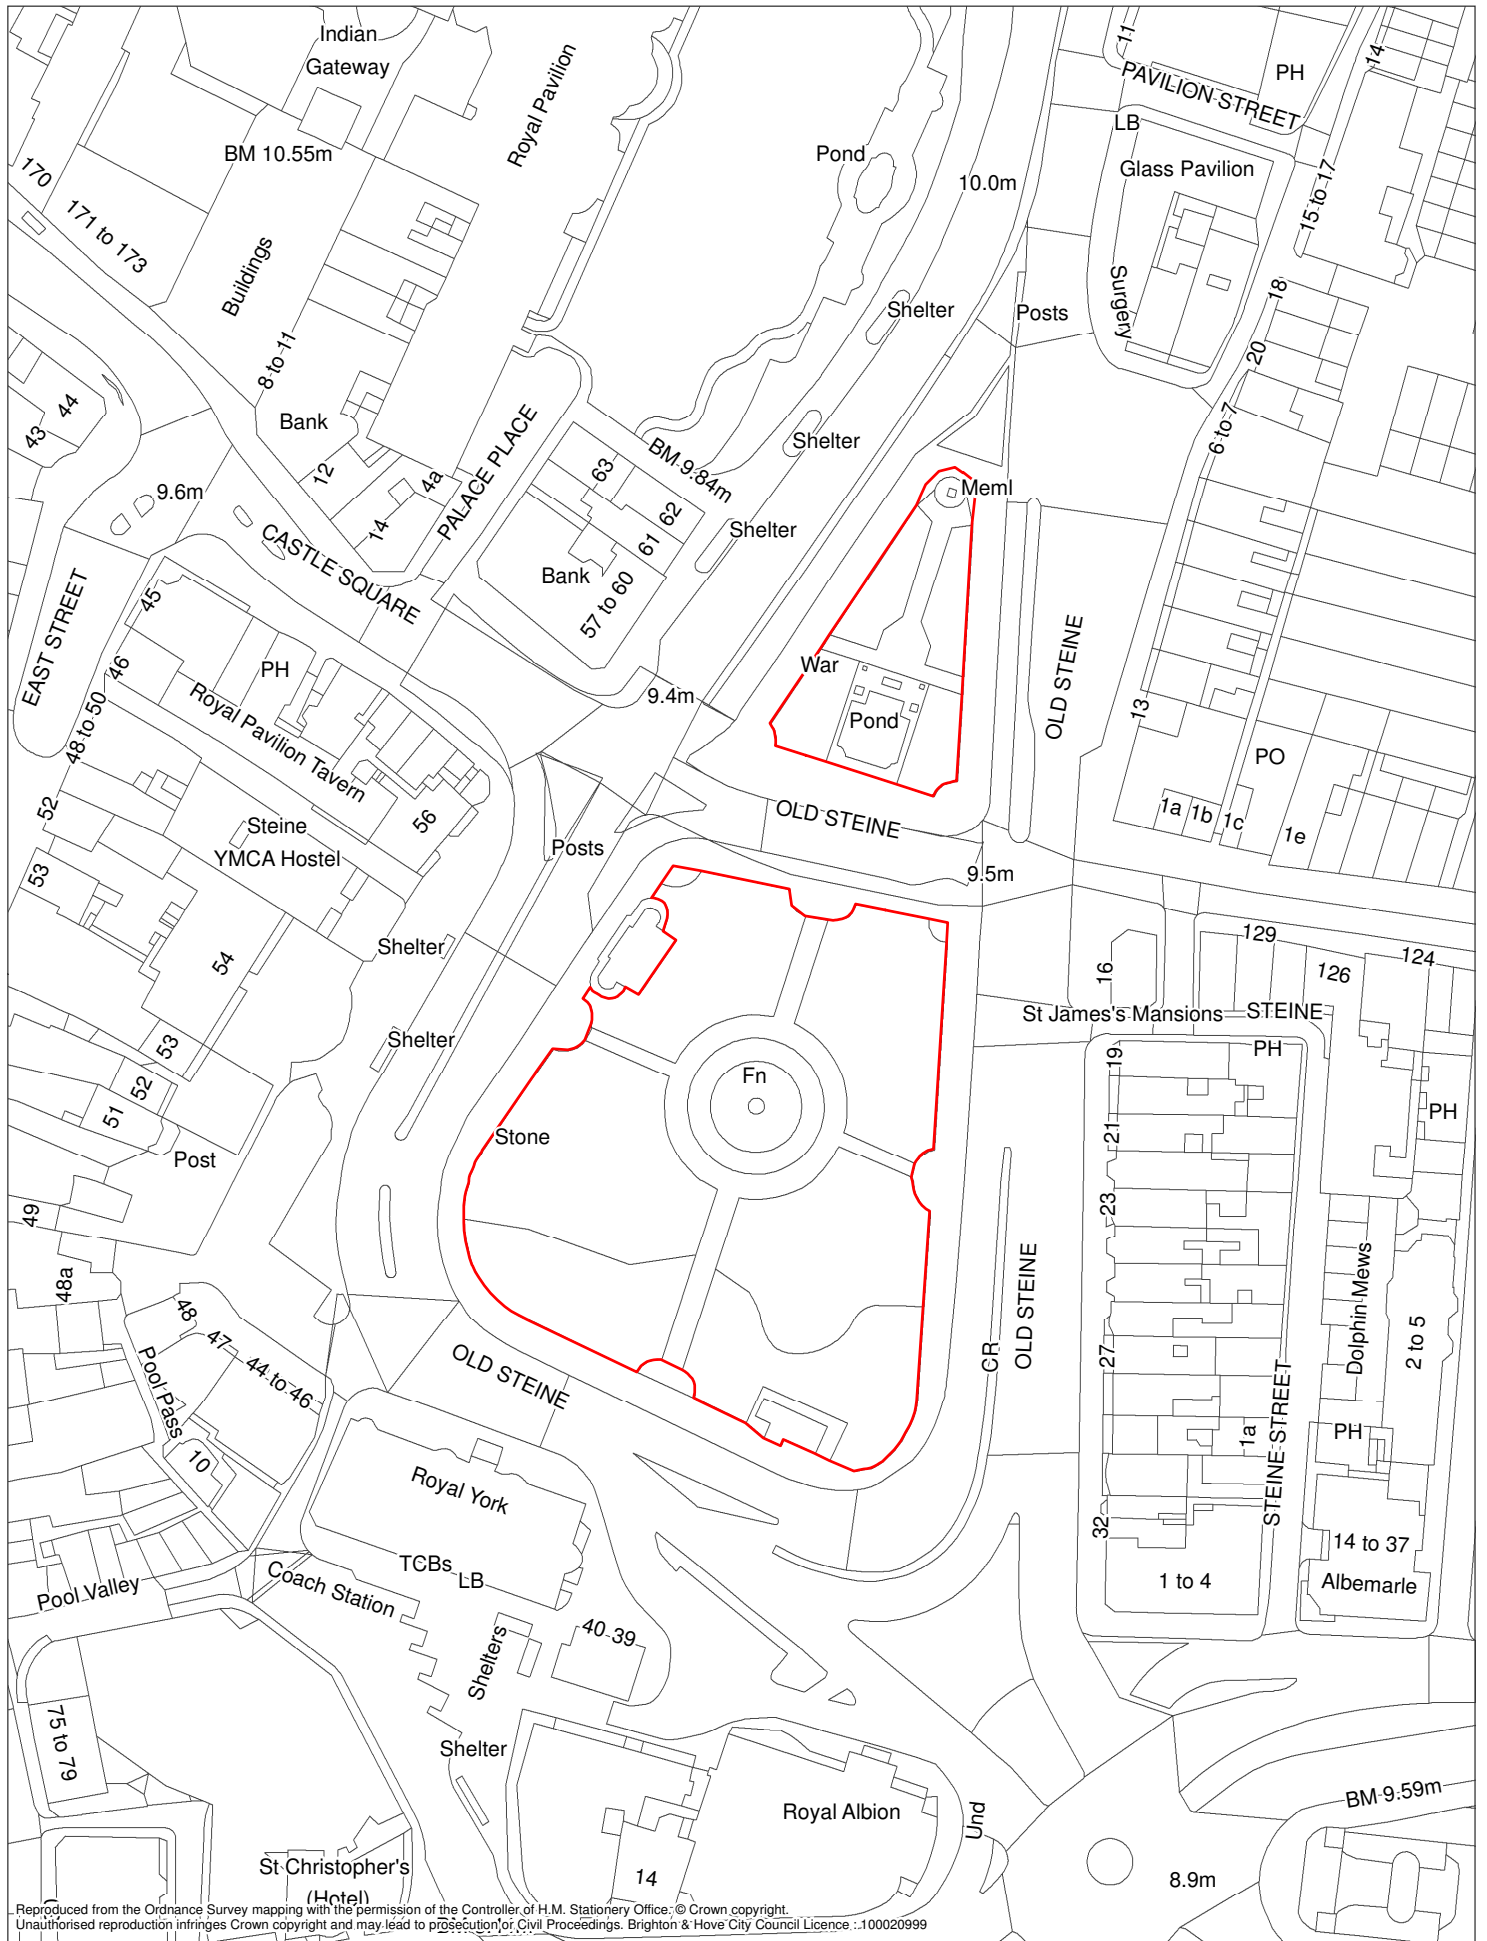 Indian
Gateway
Royal Pavilion
11
PAVILION STREET
PH
14
BM 10.55m
Pond
10.0m
LB
Glass Pavilion
15 to 17
170
171 to 173
Buildings
8 to 11
Shelter
Posts
Surgery
18
20
6 to 7
44
43
Bank
12
14
4a
PALACE PLACE
63
62
61
BM 9.84m
Shelter
Shelter
Meml
9.6m
CASTLE SQUARE
Bank
57 to 60
EAST STREET
45
46
48 to 50
PH
Royal Pavilion Tavern
9.4m
War
Pond
OLD STEINE
13
PO
1a
1b
1c
1e
52
53
Steine
YMCA Hostel
56
Posts
OLD STEINE
9.5m
54
Shelter
129
126
124
16
St James's Mansions
STEINE
Shelter
53
52
51
Post
Fn
Stone
19
PH
21
PH
23
49
48a
48
47
44 to 46
Pool Pass
10
OLD STEINE
OLD STEINE
CR
27
Dolphin Mews
2 to 5
STEINE STREET
1a
PH
Royal York
32
14 to 37
Albemarle
1 to 4
TCBs
LB
Coach Station
Pool Valley
Shelters
40
39
75 to 79
Shelter
Royal Albion
Und
BM 9.59m
14
8.9m
St Christopher's
(Hotel)
Reproduced from the Ordnance Survey mapping with the permission of the Controller of H.M. Stationery Office. © Crown copyright.
Unauthorised reproduction infringes Crown copyright and may lead to prosecution or Civil Proceedings. Brighton & Hove City Council Licence : 100020999